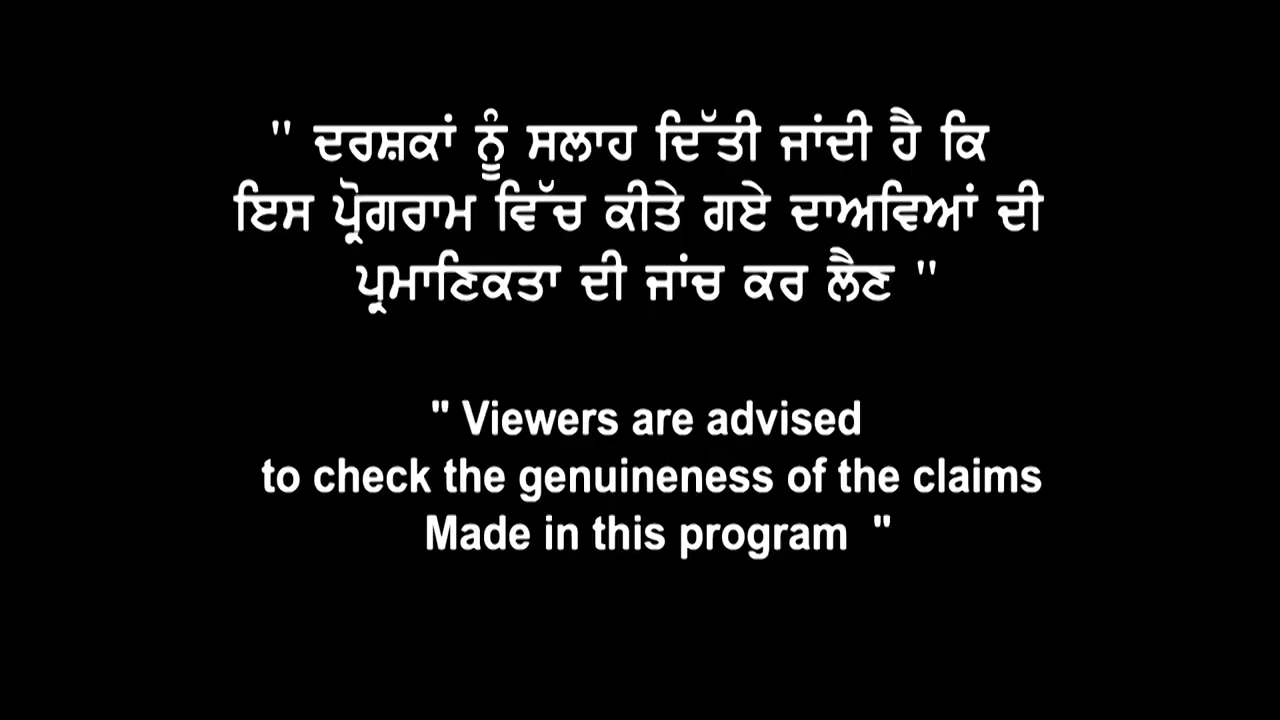 " ਦਰਸ਼ਕਾਂ ਨੂੰ ਸਲਾਹ ਦਿੱਤੀ ਜਾਂਦੀ ਹੈ ਕਿ
ਇਸ ਪ੍ਰੋਗਰਾਮ ਵਿੱਚ ਕੀਤੇ ਗਏ ਦਾਅਵਿਆਂ ਦੀ
ਪ੍ਰਮਾਣਿਕਤਾ ਦੀ ਜਾਂਚ ਕਰ ਲੈਣ "
" Viewers are advised
to check the genuineness of the claims
Made in this program "